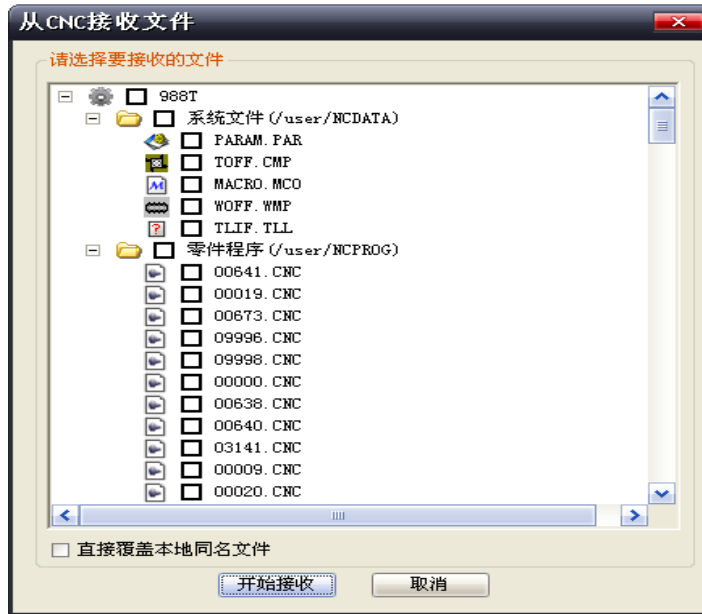 从CNC接收文件
请选择要接收的文件
988T
系统文件(/user/NCDATA)
PARAM.PAR
TOFF.CMP
MACRO.MCO
WOFF.WMP
TLIF.TLL
零件程序(/user/NCPROG)
O0641.CNC
O0019.CNC
O0673.CNC
O9996.CNC
O9998.CNC
O0000.CNC
O0638.CNC
O0640.CNC
O3141.CNC
O0009.CNC
O0020.CNC
直接覆盖本地同名文件
开始接收
取消